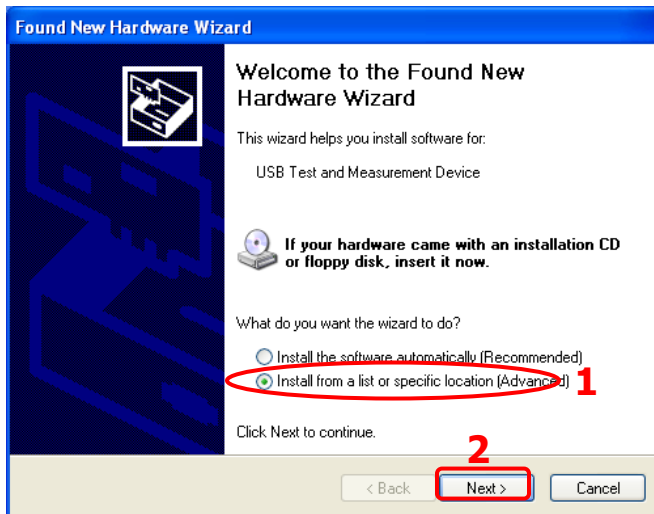 Found New Hardware Wizard
Welcome to the Found New
Hardware Wizard
This wizard helps you install software for:
USB Test and Measurement Device
If your hardware came with an installation CD
or floppy disk, insert it now.
What do you want the wizard to do?
Install the software automatically (Recommended)
Install from a list or specific location (Advanced) 1
Click Next to continue.
2
< Back Next > Cancel